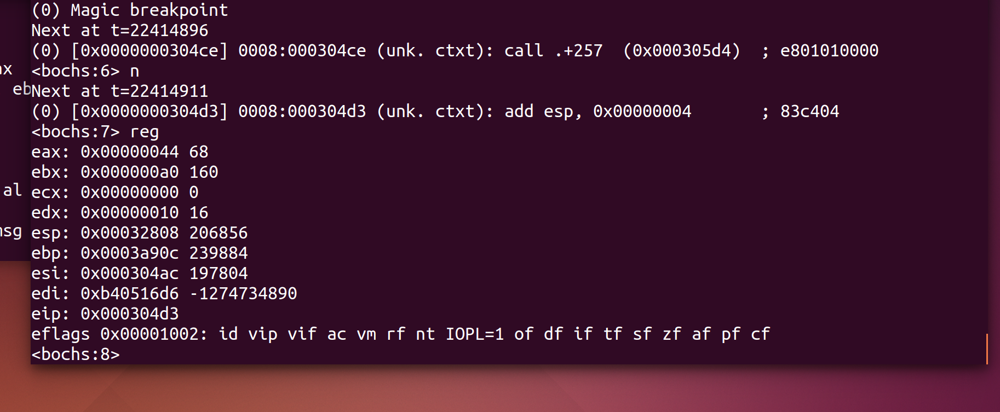 (0) Magic breakpoint
Next at t=22414896
(0) [0x0000000304ce] 0008:000304ce (unk. ctxt): call .+257  (0x000305d4)  ; e801010000
<bochs:6> n
Next at t=22414911
(0) [0x0000000304d3] 0008:000304d3 (unk. ctxt): add esp, 0x00000004       ; 83c404
<bochs:7> reg
eax: 0x00000044 68
ebx: 0x000000a0 160
al
ecx: 0x00000000 0
edx: 0x00000010 16
esp: 0x00032808 206856
ebp: 0x0003a90c 239884
esi: 0x000304ac 197804
edi: 0xb40516d6 -1274734890
eip: 0x000304d3
eflags 0x00001002: id vip vif ac vm rf nt IOPL=1 of df if tf sf zf af pf cf
<bochs:8>